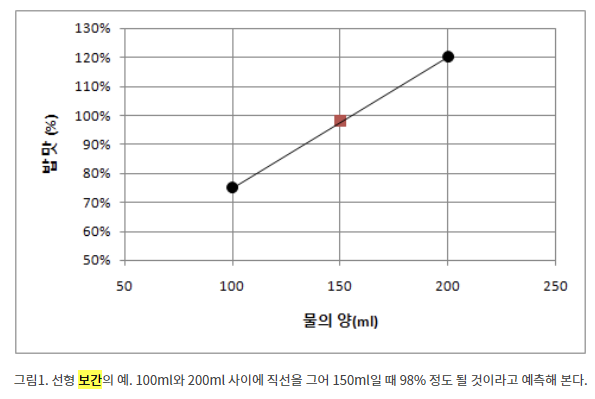 130%
120%
110%
100%
90%
80%
70%
60%
50%
밥맛 (%)
50 100 150 200 250
물의 양(ml)
그림1. 선형 보간의 예. 100ml와 200ml 사이에 직선을 그어 150ml일 때 98% 정도 될 것이라고 예측해 본다.